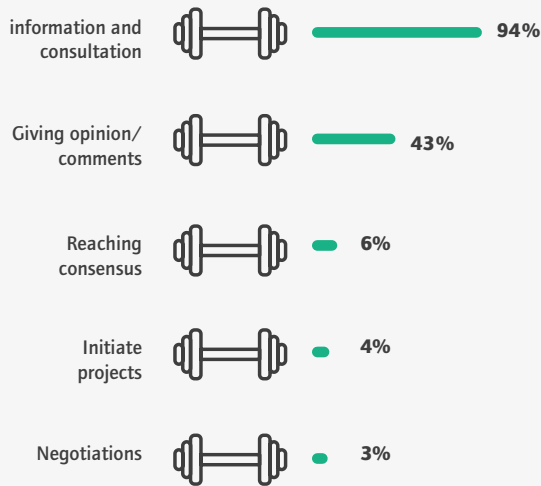 information and
consultation
94%
Giving opinion/
comments
43%
Reaching
consensus
6%
Initiate
projects
4%
Negotiations
3%